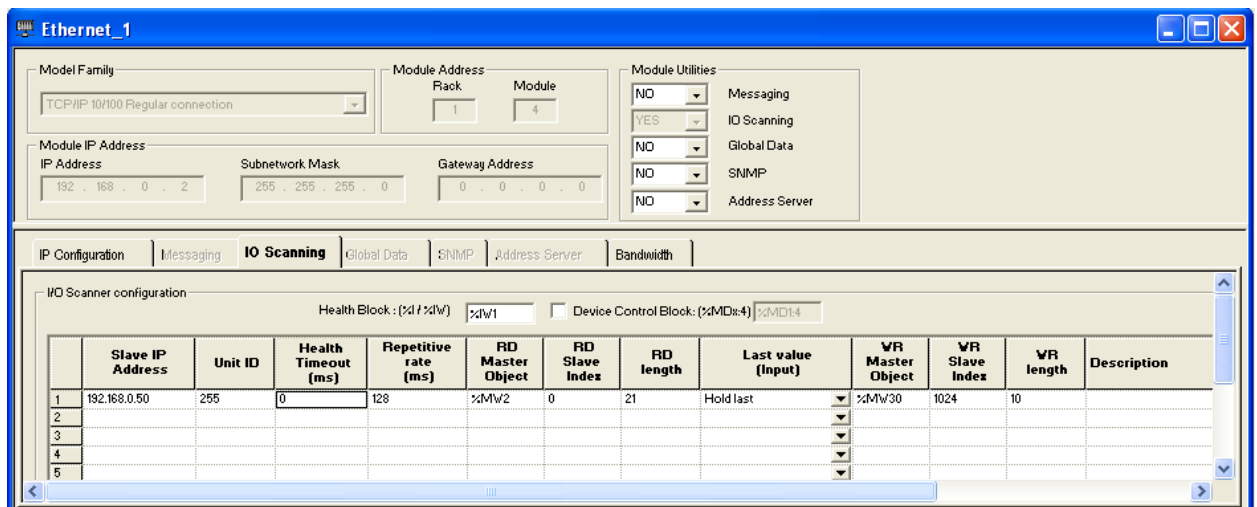 Ethernet_1
Model Family
TCP/IP 10/100 Regular connection
Module Address
Rack Module
1 4
Module IP Address
IP Address Subnetwork Mask Gateway Address
192 . 168 . 0 . 2 255 . 255 . 255 . 0 0 . 0 . 0 . 0
Module Utilities
NO Messaging
YES IO Scanning
NO Global Data
NO SNMP
NO Address Server
IP Configuration Messaging IO Scanning Global Data SNMP Address Server Bandwidth
I/O Scanner configuration
Health Block : (%I / %IW) %IW1 Device Control Block: (%MDx:4) %MD1:4
Slave IP Address Unit ID Health Timeout (ms) Repetitive rate (ms) RD Master Object RD Slave Index RD length Last value (Input) WR Master Object WR Slave Index WR length Description
1 192.168.0.50 255 0 128 %MW2 0 21 Hold last %MW30 1024 10
2
3
4
5